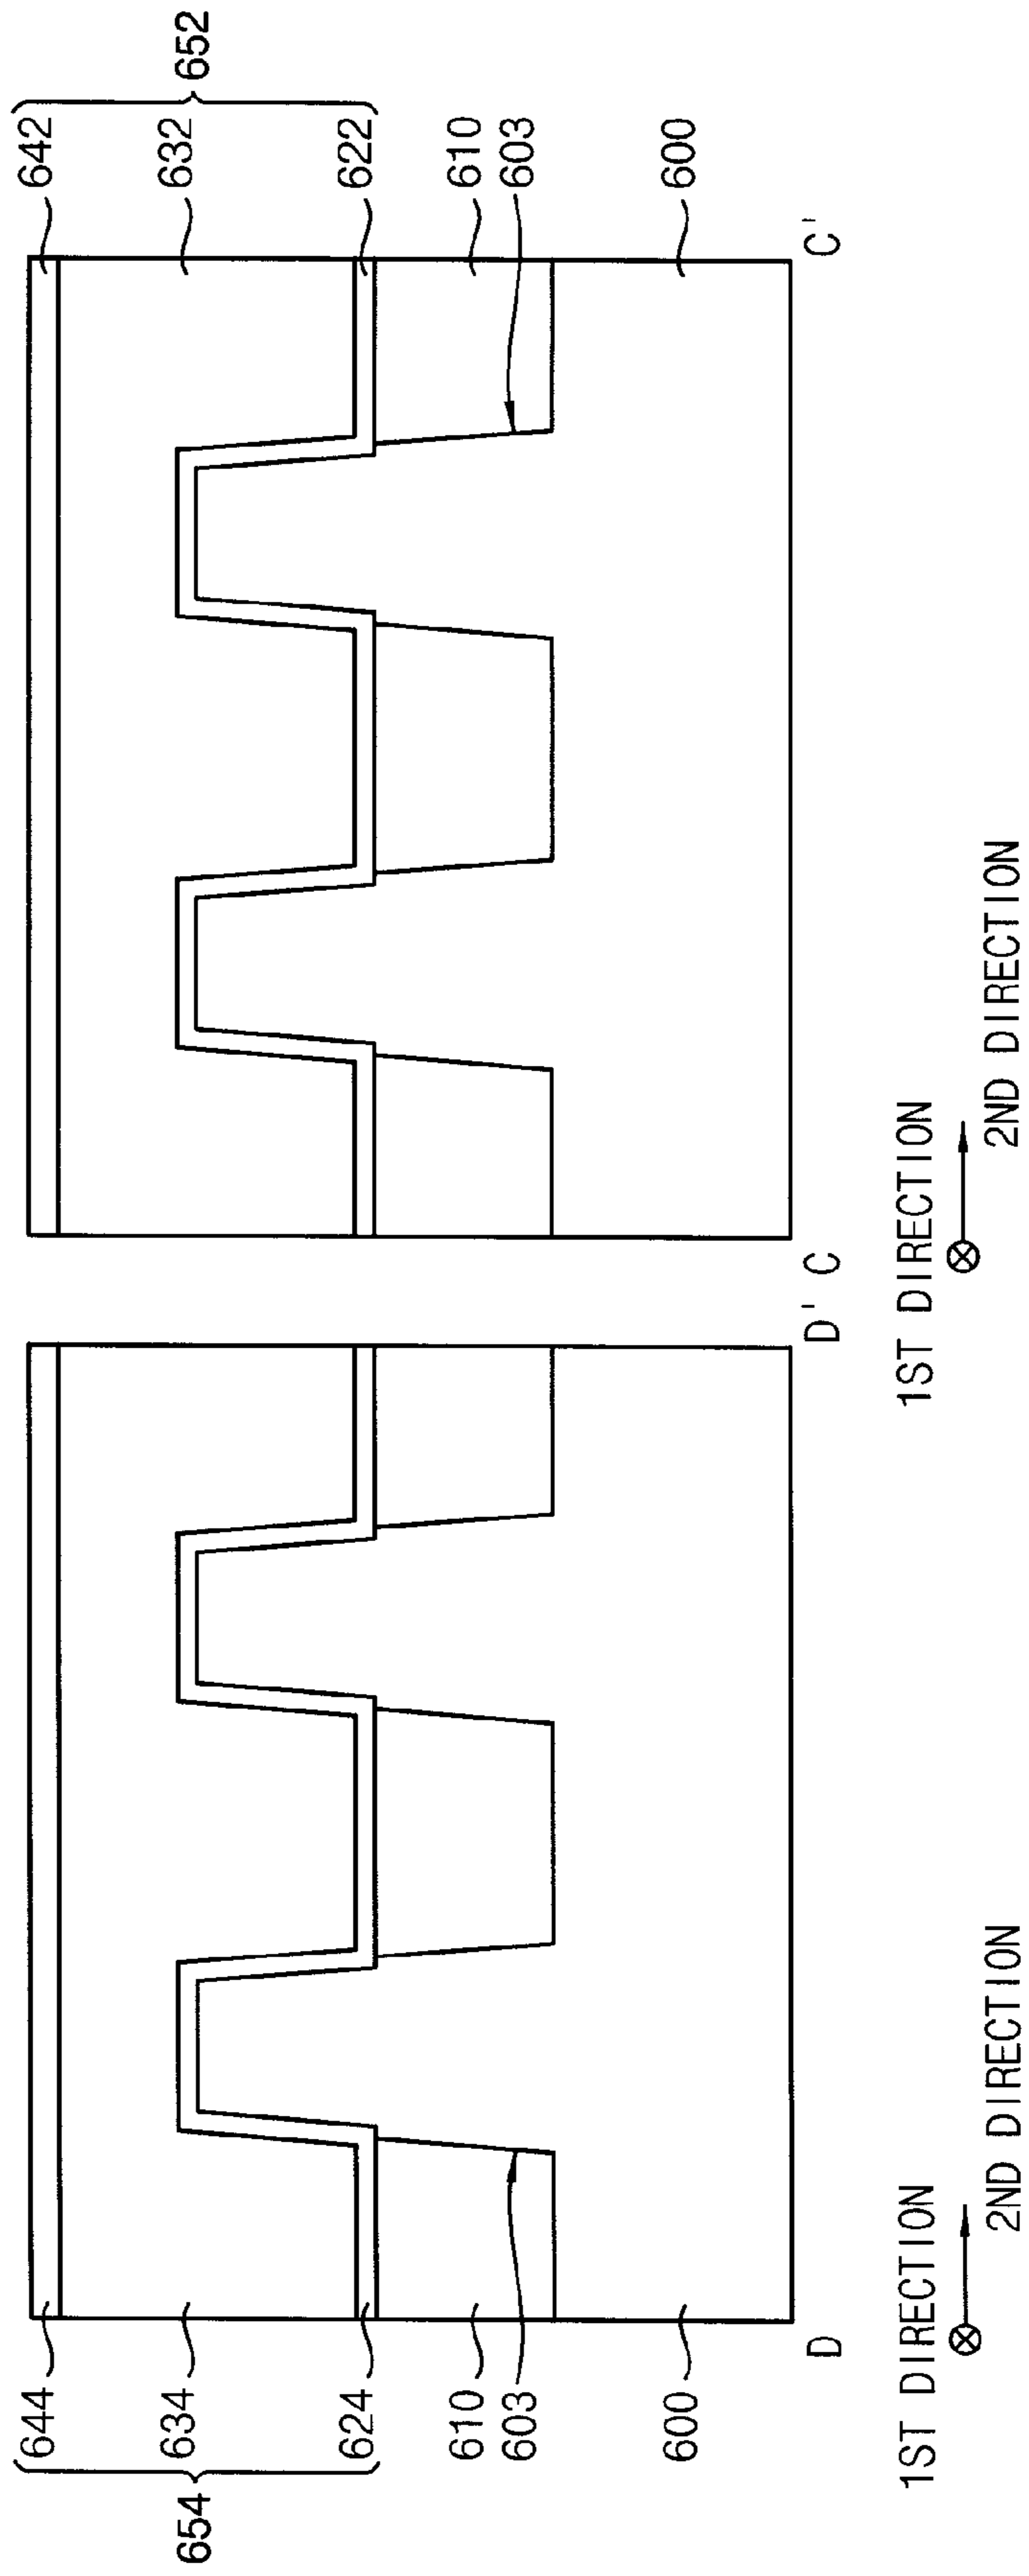 654
644
634
624
610
603
600
642
632
622
652
610
603
600
D
D'
C
C'
1ST DIRECTION
2ND DIRECTION
1ST DIRECTION
2ND DIRECTION